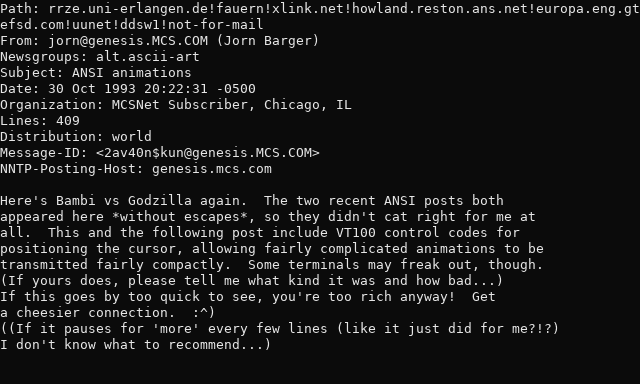 Path: rrze.uni-erlangen.de!fauern!xlink.net!howland.reston.ans.net!europa.eng.gt
efsd.com!uunet!ddsw1!not-for-mail
From: jorn@genesis.MCS.COM (Jorn Barger)
Newsgroups: alt.ascii-art
Subject: ANSI animations
Date: 30 Oct 1993 20:22:31 -0500
Organization: MCSNet Subscriber, Chicago, IL
Lines: 409
Distribution: world
Message-ID: <2av40n$kun@genesis.MCS.COM>
NNTP-Posting-Host: genesis.mcs.com

Here's Bambi vs Godzilla again.  The two recent ANSI posts both
appeared here *without escapes*, so they didn't cat right for me at
all.  This and the following post include VT100 control codes for
positioning the cursor, allowing fairly complicated animations to be
transmitted fairly compactly.  Some terminals may freak out, though.
(If yours does, please tell me what kind it was and how bad...)
If this goes by too quick to see, you're too rich anyway!  Get
a cheesier connection.  :^)
((If it pauses for 'more' every few lines (like it just did for me?!?)
I don't know what to recommend...)